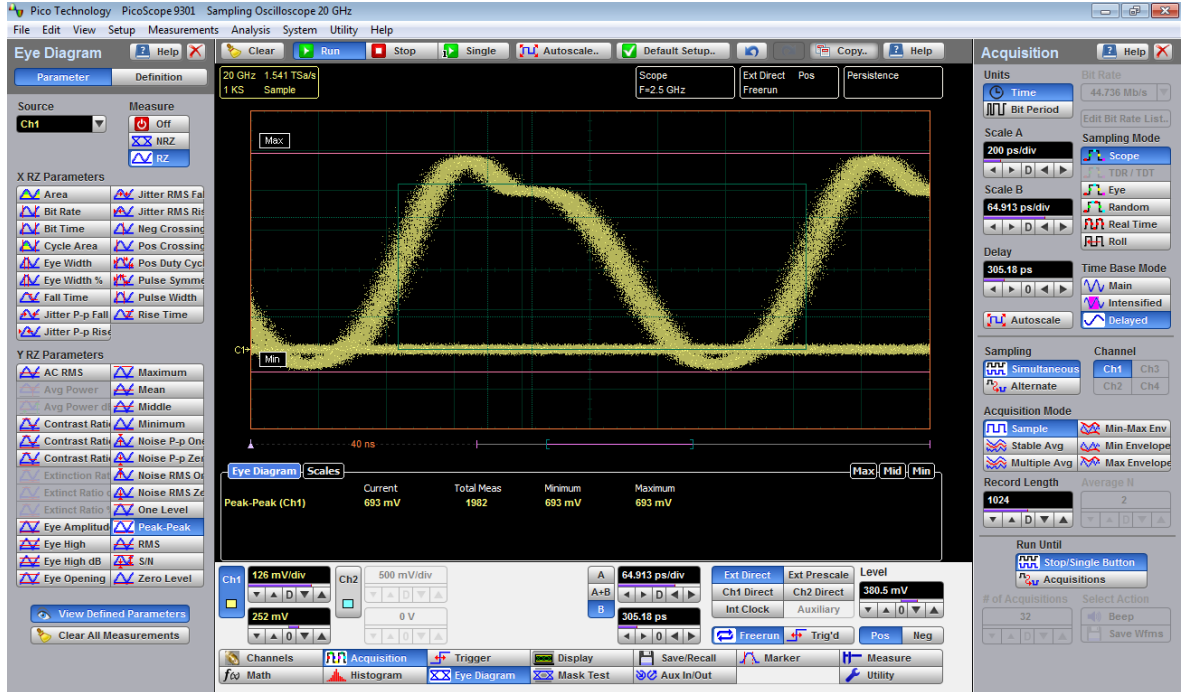 Pico Technology PicoScope 9301 Sampling Oscilloscope 20 GHz
File Edit View Setup Measurements Analysis System Utility Help
Eye Diagram Help
Clear Run Stop Single Autoscale.. Default Setup.. Copy.. Help
Acquisition Help
Parameter Definition
Source Measure
Ch1 Off
NRZ
RZ
X RZ Parameters
Area Jitter RMS Fa
Bit Rate Jitter RMS Ris
Bit Time Neg Crossing
Cycle Area Pos Crossing
Eye Width Pos Duty Cycl
Eye Width % Pulse Symme
Fall Time Pulse Width
Jitter P-p Fall Rise Time
Jitter P-p Rise
Y RZ Parameters
AC RMS Maximum
Avg Power Mean
Avg Power dB Middle
Contrast Rati Minimum
Contrast Rati Noise P-p One
Contrast Rati Noise P-p Zer
Extinction Rat Noise RMS On
Extinct Ratio Noise RMS Ze
Extinct Ratio One Level
Eye Amplitud Peak-Peak
Eye High RMS
Eye High dB S/N
Eye Opening Zero Level
View Defined Parameters
Clear All Measurements
20 GHz 1.541 TSa/s
1 KS Sample
Scope
F=2.5 GHz
Ext Direct Pos
Freerun
Persistence
Max
C1
Min
40 ns
Eye Diagram Scales Max Mid Min
Current Total Meas Minimum Maximum
Peak-Peak (Ch1) 693 mV 1982 693 mV 693 mV
Ch1 126 mV/div Ch2 500 mV/div
D D
252 mV 0 V
0 0
A 64.913 ps/div
A+B D
B 305.18 ps
0
Ext Direct Ext Prescale Level
Ch1 Direct Ch2 Direct 380.5 mV
Int Clock Auxiliary 0
Freerun Trig'd Pos Neg
Channels Acquisition Trigger Display Save/Recall Marker Measure
f(x) Math Histogram Eye Diagram Mask Test Aux In/Out Utility
Units Bit Rate
Time 44.736 Mb/s
Bit Period Edit Bit Rate List..
Scale A Sampling Mode
200 ps/div Scope
D TDR / TDT
Scale B Eye
64.913 ps/div Random
D Real Time
Roll
Delay
305.18 ps Time Base Mode
0 Main
Intensified
Autoscale Delayed
Sampling Channel
Simultaneous Ch1 Ch3
Alternate Ch2 Ch4
Acquisition Mode
Sample Min-Max Env
Stable Avg Min Envelope
Multiple Avg Max Envelope
Record Length Average N
1024 2
D D
Run Until
Stop/Single Button
Acquisitions
# of Acquisitions Select Action
32 Beep
D Save Wfms